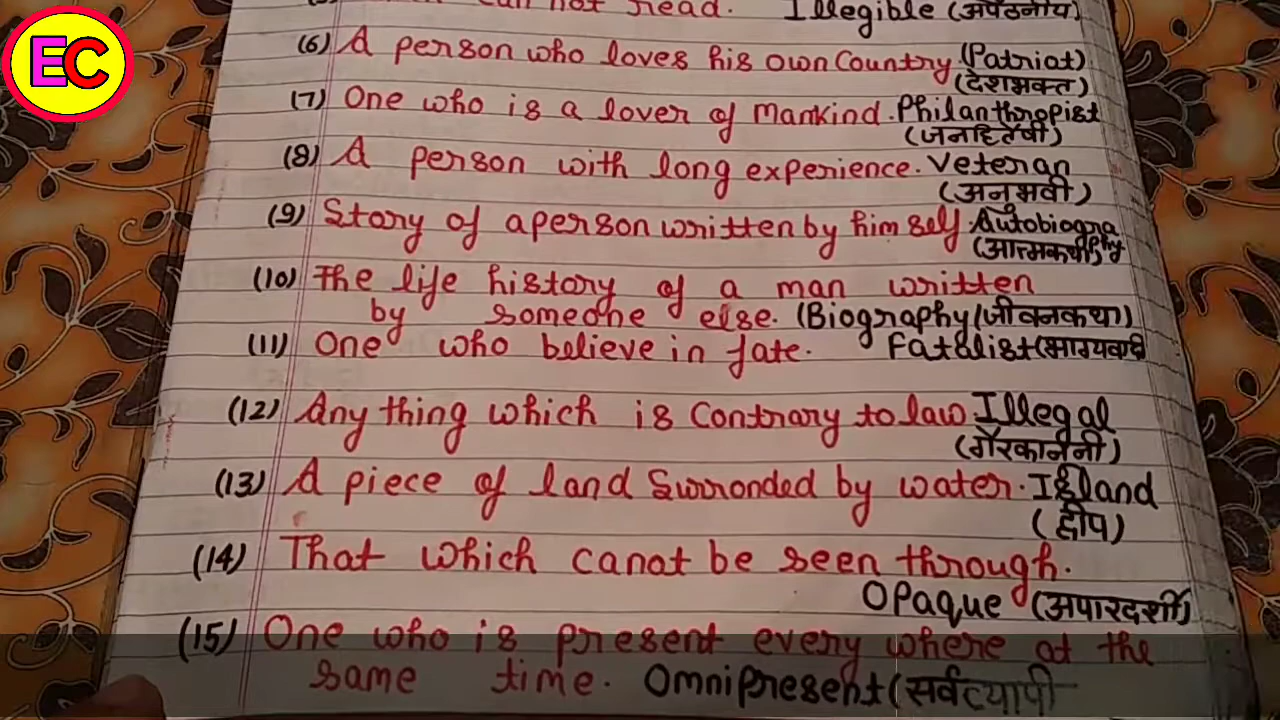 EC
can not read. Illegible (अपठनीय)
(6) A person who loves his own Country. (Patriot)
(देशभक्त)
(7) One who is a lover of Mankind. Philanthropist
(जनहितैषी)
(8) A person with long experience. Veteran
(अनुभवी)
(9) Story of a person written by him self. Autobiography
(आत्मकथा)
(10) The life history of a man written
by someone else. (Biography/जीवनकथा)
(11) One who believe in fate. Fatalist(भाग्यवादी
(12) Any thing which is Contrary to law Illegal
(गैरकानूनी)
(13) A piece of land Surronded by water. Island
(द्वीप)
(14) That which canot be seen through.
Opaque (अपारदर्शी)
(15) One who is present every where at the
same time. Omnipresent (सर्वव्यापी